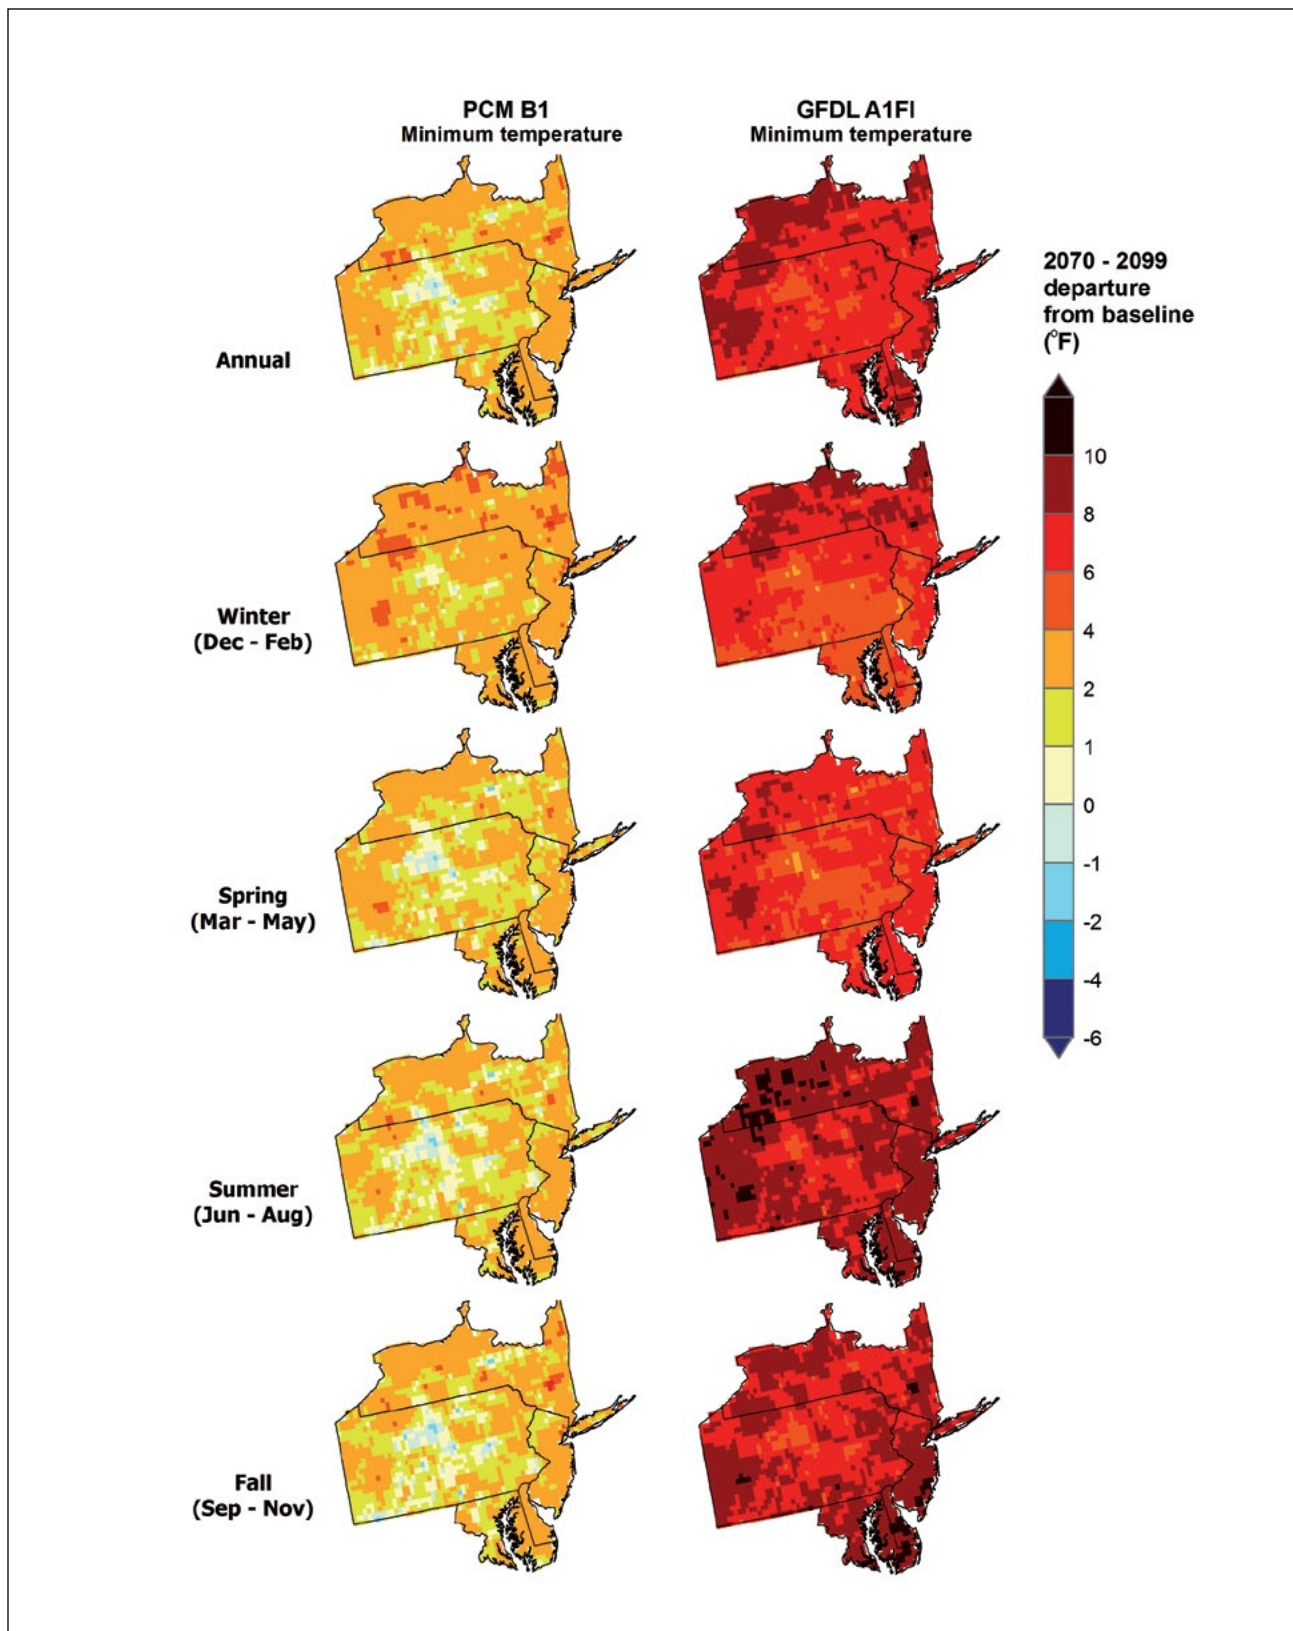 PCM B1
Minimum temperature
GFDL A1FI
Minimum temperature
2070 - 2099
departure
from baseline
(°F)
Annual
10
8
6
4
2
1
0
-1
-2
-4
-6
Winter
(Dec - Feb)
Spring
(Mar - May)
Summer
(Jun - Aug)
Fall
(Sep - Nov)